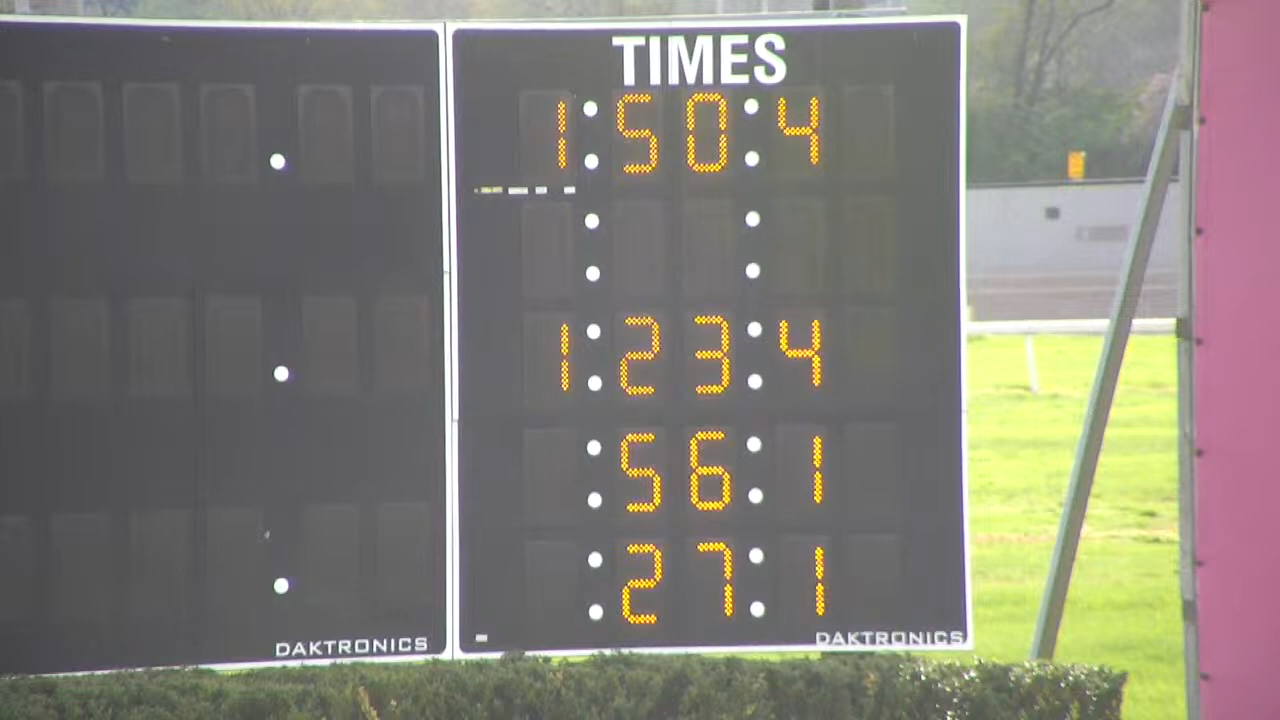 TIMES
1:50:4
: :
1:23:4
:56:1
:27:1
DAKTRONICS DAKTRONICS